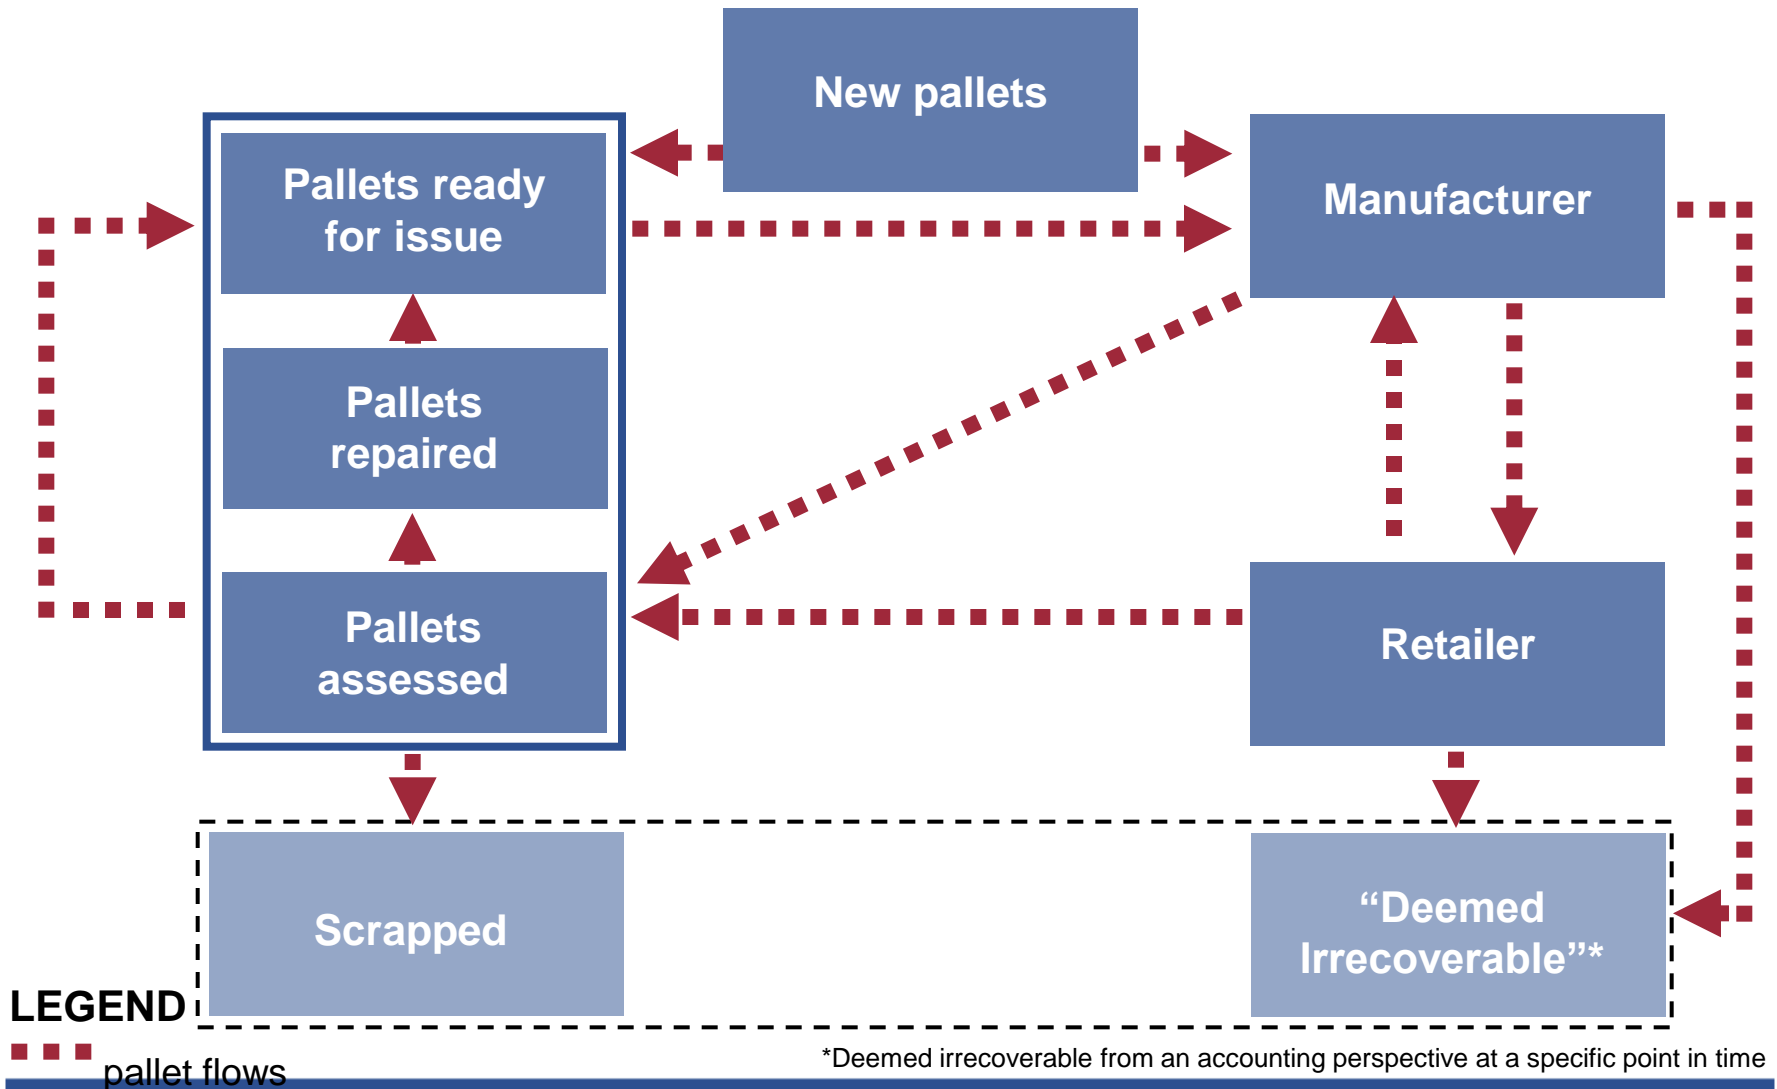 New pallets
Pallets ready
for issue
Manufacturer
Pallets
repaired
Pallets
assessed
Retailer
Scrapped
“Deemed
Irrecoverable”*
LEGEND
pallet flows
*Deemed irrecoverable from an accounting perspective at a specific point in time